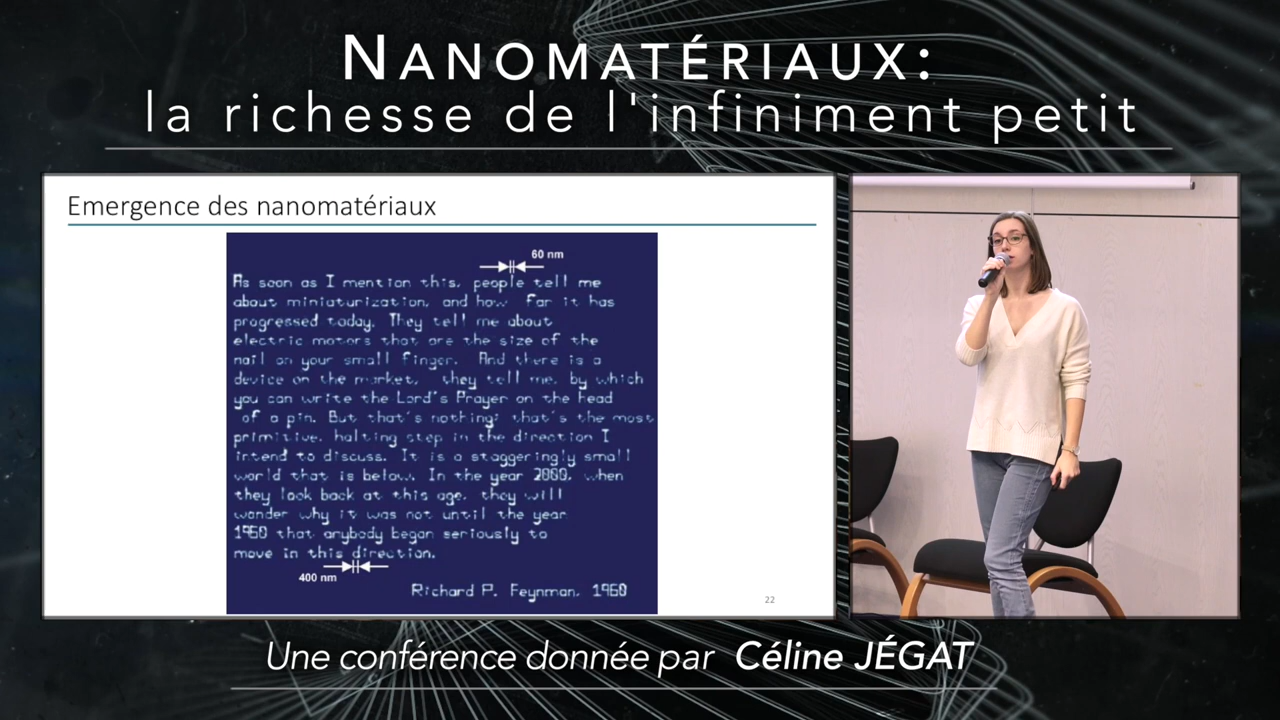 NANOMATÉRIAUX:
la richesse de l'infiniment petit
Emergence des nanomatériaux
60 nm
As soon as I mention this, people tell me
about miniaturization, and how far it has
progressed today. They tell me about
electric motors that are the size of the
nail on your small finger. And there is a
device on the market, they tell me, by which
you can write the Lord's Prayer on the head
of a pin. But that's nothing; that's the most
primitive, halting step in the direction I
intend to discuss. It is a staggeringly small
world that is below. In the year 2000, when
they look back at this age, they will
wonder why it was not until the year
1960 that anybody began seriously to
move in this direction.
400 nm
Richard P. Feynman, 1960
22
Une conférence donnée par Céline JÉGAT